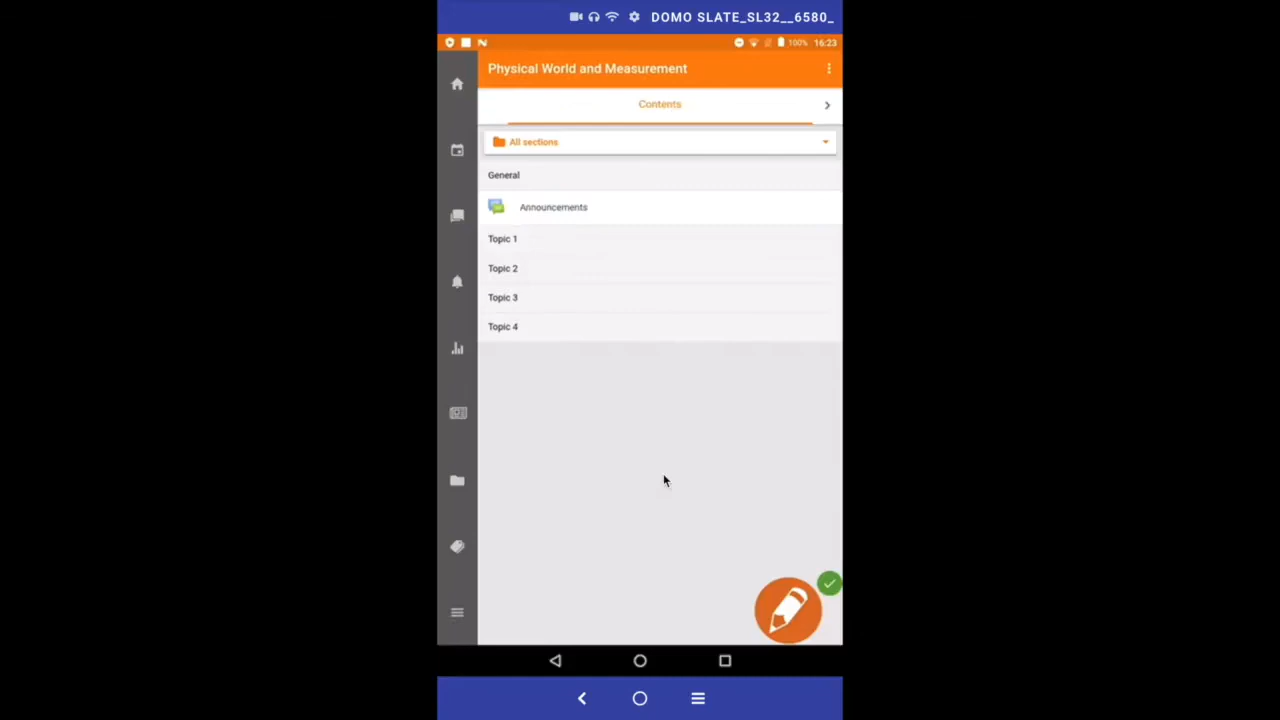 DOMO SLATE_SL32__6580_
100% 16:23
Physical World and Measurement
Contents
All sections
General
Announcements
Topic 1
Topic 2
Topic 3
Topic 4